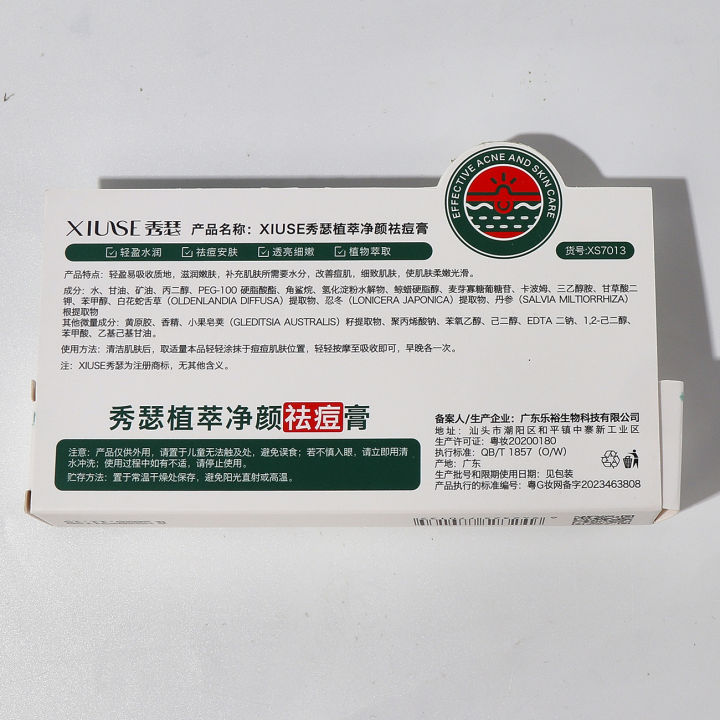 EFFECTIVE ACNE AND SKIN CARE
XIUSE 秀瑟 产品名称：XIUSE秀瑟植萃净颜祛痘膏
轻盈水润 祛痘安肤 透亮细嫩 植物萃取 货号:XS7013
产品特点：轻盈易吸收质地，滋润嫩肤，补充肌肤所需要水分，改善痘肌，细致肌肤，使肌肤柔嫩光滑。
成分：水、甘油、矿油、丙二醇、PEG-100 硬脂酸酯、角鲨烷、氢化淀粉水解物、鲸蜡硬脂醇、麦芽寡糖葡糖苷、卡波姆、三乙醇胺、甘草酸二
钾、苯甲醇、白花蛇舌草 (OLDENLANDIA DIFFUSA) 提取物、忍冬 (LONICERA JAPONICA) 提取物、丹参 (SALVIA MILTIORRHIZA)
根提取物
其他微量成分：黄原胶、香精、小果皂荚 (GLEDITSIA AUSTRALIS) 籽提取物、聚丙烯酸钠、苯氧乙醇、己二醇、EDTA 二钠、1,2-己二醇、
苯甲酸、乙基己基甘油。
使用方法：清洁肌肤后，取适量本品轻轻涂抹于痘痘肌肤位置，轻轻按摩至吸收即可，早晚各一次。
注：XIUSE秀瑟为注册商标，无其他含义。
秀瑟植萃净颜祛痘膏
注意：产品仅供外用，请置于儿童无法触及处，避免误食；若不慎入眼，请立即用清
水冲洗；使用过程中如有不适，请停止使用。
贮存方法：置于常温干燥处保存，避免阳光直射或高温。
备案人/生产企业：广东乐裕生物科技有限公司
地址：汕头市潮阳区和平镇中寨新工业区
生产许可证：粤妆20200180
执行标准：QB/T 1857（O/W）
产地：广东
生产批号和限期使用日期：见包装
产品执行的标准编号：粤G妆网备字2023463808